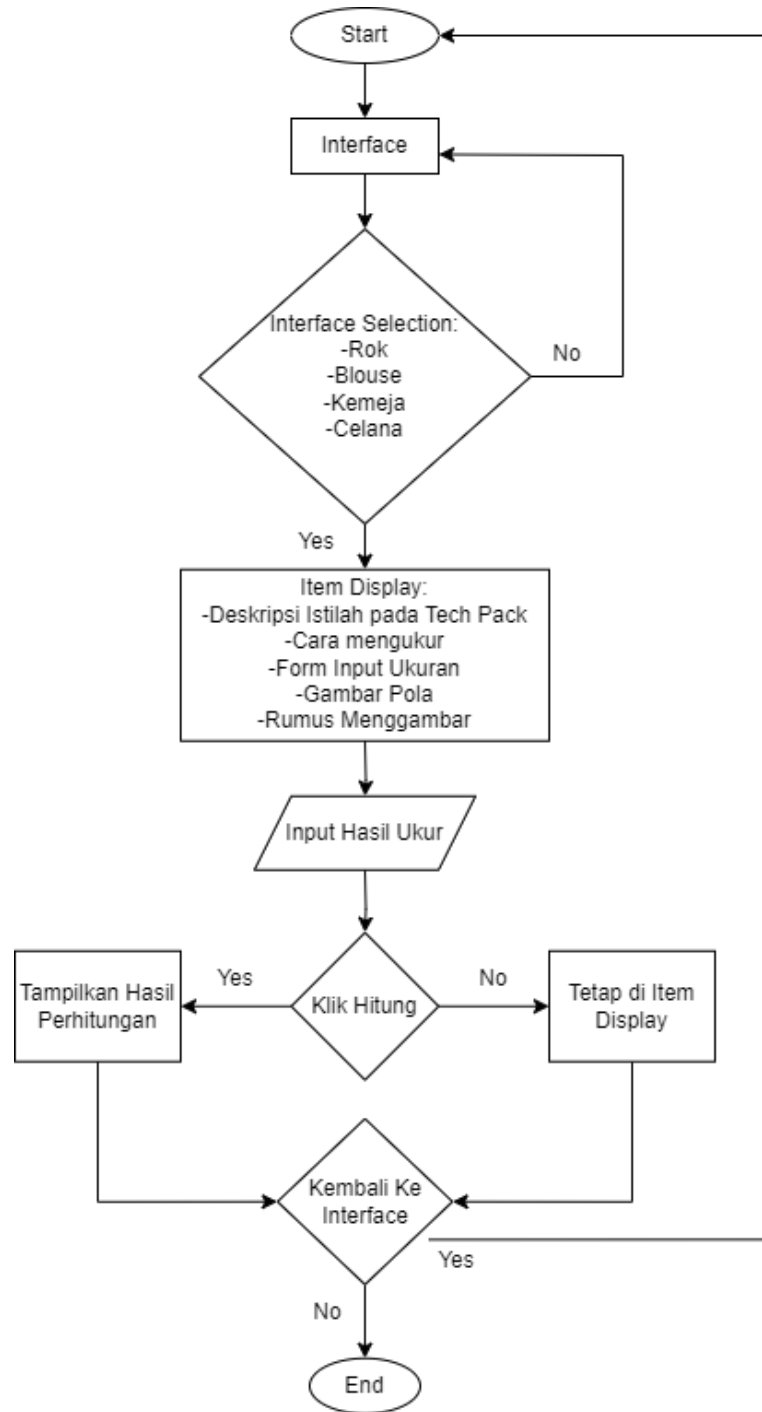 Start
Interface
Interface Selection:
-Rok
-Blouse
-Kemeja
-Celana
No
Yes
Item Display:
-Deskripsi Istilah pada Tech Pack
-Cara mengukur
-Form Input Ukuran
-Gambar Pola
-Rumus Menggambar
Input Hasil Ukur
Tampilkan Hasil
Perhitungan
Yes
Klik Hitung
No
Tetap di Item
Display
Kembali Ke
Interface
Yes
No
End